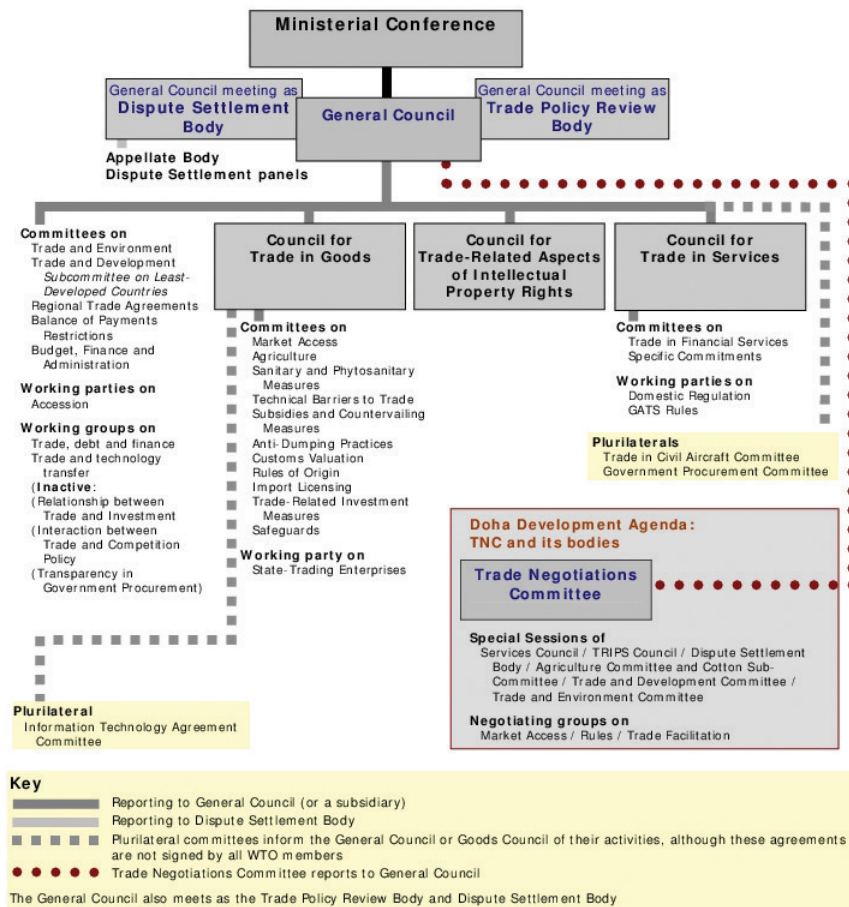 Ministerial Conference
General Council meeting as
Dispute Settlement
Body
General Council
General Council meeting as
Trade Policy Review
Body
Appellate Body
Dispute Settlement panels
Committees on
Trade and Environment
Trade and Development
Subcommittee on Least-
Developed Countries
Regional Trade Agreements
Balance of Payments
Restrictions
Budget, Finance and
Administration
Working parties on
Accession
Working groups on
Trade, debt and finance
Trade and technology
transfer
(Inactive:
(Relationship between
Trade and Investment
(Interaction between
Trade and Competition
Policy
(Transparency in
Government Procurement)
Council for
Trade in Goods
Committees on
Market Access
Agriculture
Sanitary and Phytosanitary
Measures
Technical Barriers to Trade
Subsidies and Countervailing
Measures
Anti-Dumping Practices
Customs Valuation
Rules of Origin
Import Licensing
Trade-Related Investment
Measures
Safeguards
Working party on
State-Trading Enterprises
Council for
Trade-Related Aspects
of Intellectual
Property Rights
Council for
Trade in Services
Committees on
Trade in Financial Services
Specific Commitments
Working parties on
Domestic Regulation
GATS Rules
Plurilaterals
Trade in Civil Aircraft Committee
Government Procurement Committee
Doha Development Agenda:
TNC and its bodies
Trade Negotiations
Committee
Special Sessions of
Services Council / TRIPS Council / Dispute Settlement
Body / Agriculture Committee and Cotton Sub-
Committee / Trade and Development Committee /
Trade and Environment Committee
Negotiating groups on
Market Access / Rules / Trade Facilitation
Plurilateral
Information Technology Agreement
Committee
Key
Reporting to General Council (or a subsidiary)
Reporting to Dispute Settlement Body
Plurilateral committees inform the General Council or Goods Council of their activities, although these agreements
are not signed by all WTO members
Trade Negotiations Committee reports to General Council
The General Council also meets as the Trade Policy Review Body and Dispute Settlement Body